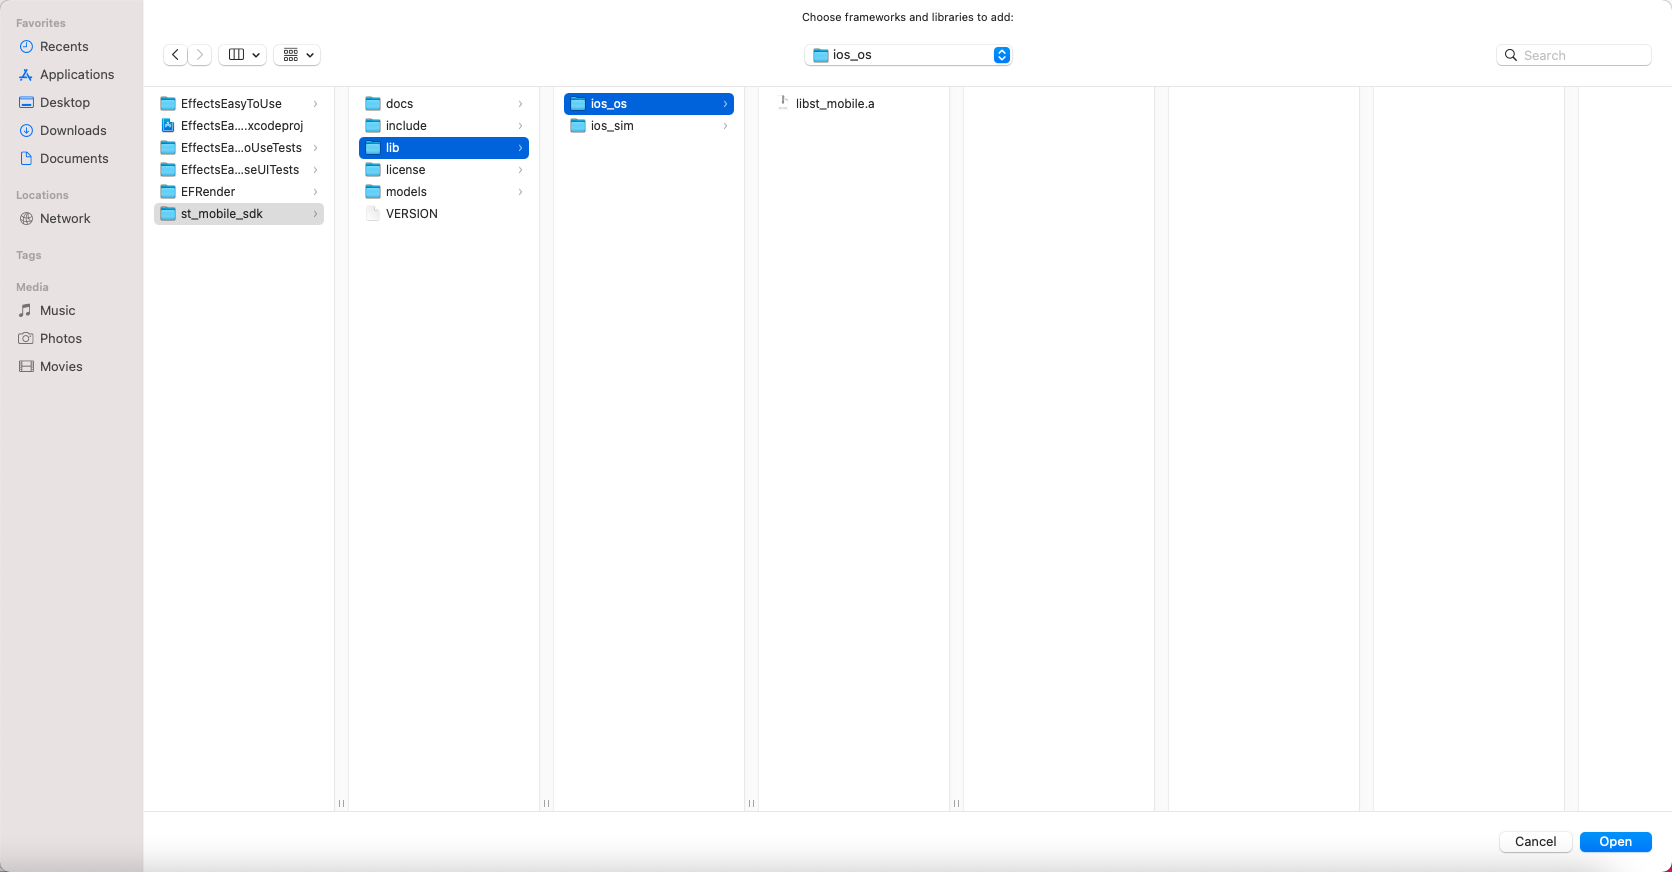 Choose frameworks and libraries to add:
Favorites
Recents
Applications
Desktop
Downloads
Documents
Locations
Network
Tags
Media
Music
Photos
Movies
ios_os
Search
EffectsEasyToUse
EffectsEa....xcodeproj
EffectsEa...oUseTests
EffectsEa...seUITests
EFRender
st_mobile_sdk
docs
include
lib
license
models
VERSION
ios_os
ios_sim
libst_mobile.a
Cancel
Open